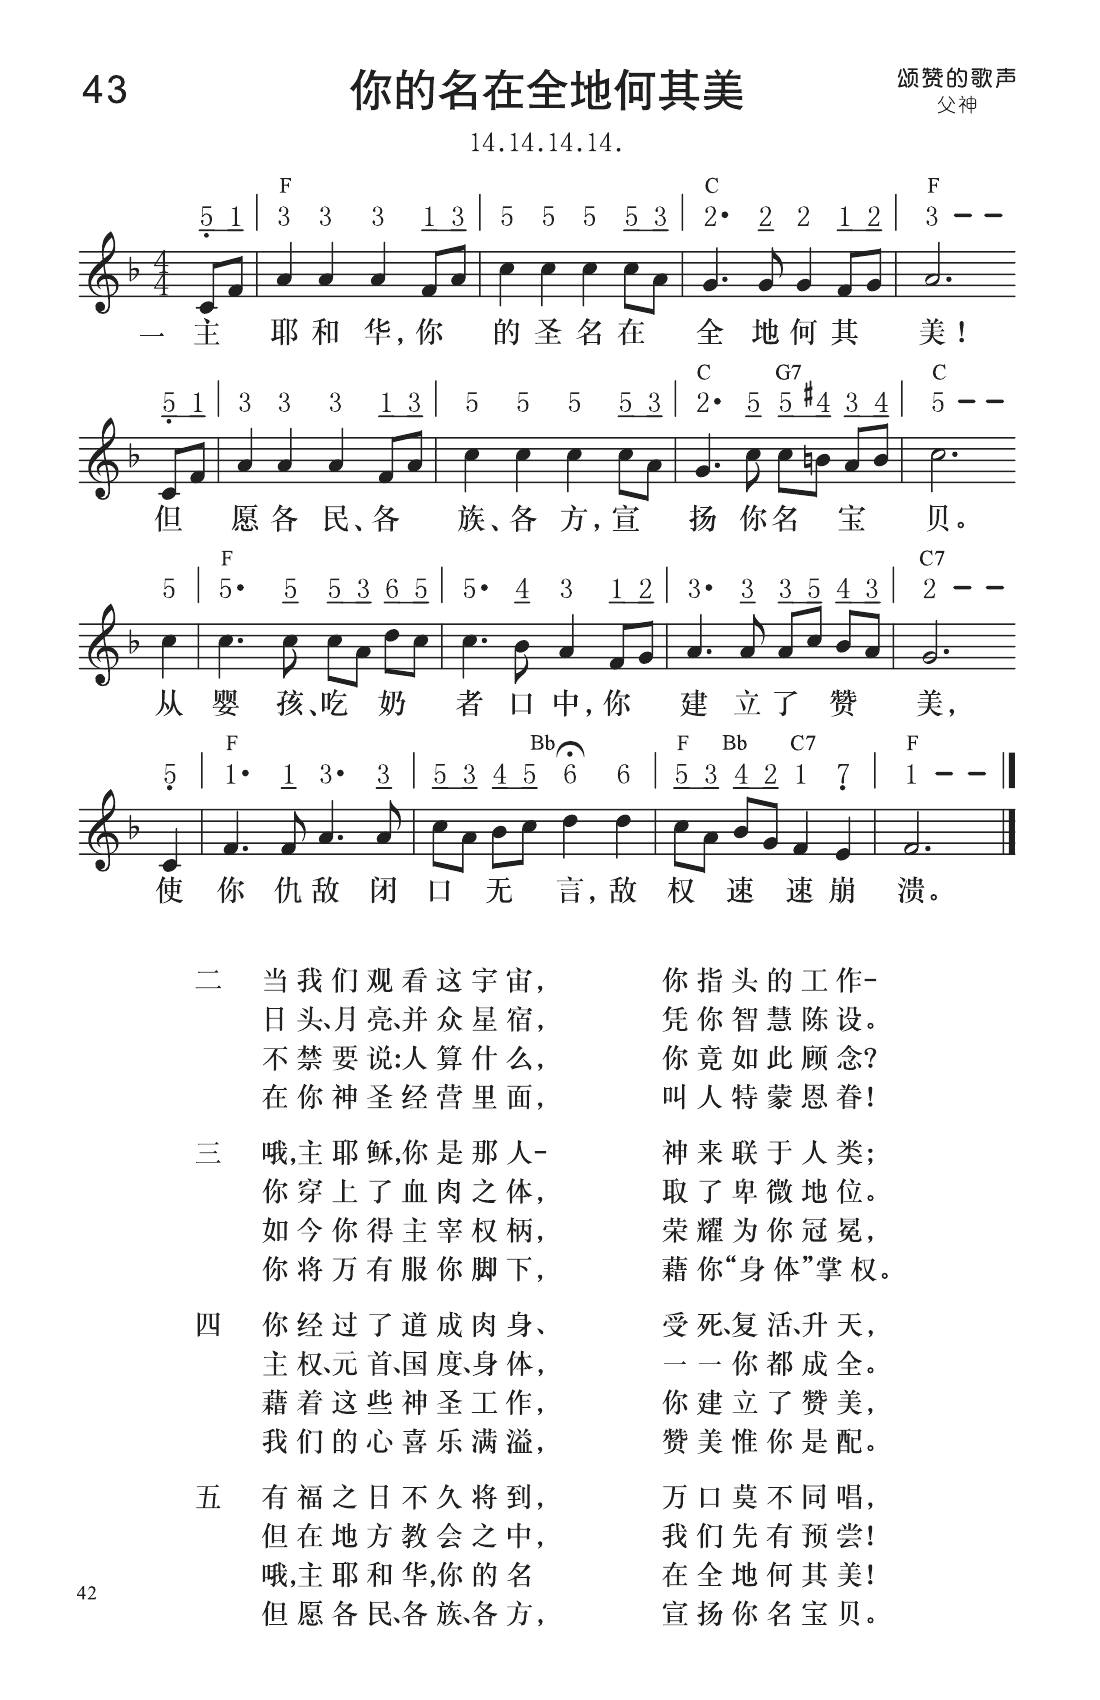 43
你的名在全地何其美
颂赞的歌声
父神
14.14.14.14.
F C F
5 1 | 3 3 3 1 3 | 5 5 5 5 3 | 2• 2 2 1 2 | 3 - -
一 主 耶和华,你 的圣名在 全地何其 美!
C G7 C
5 1 | 3 3 3 1 3 | 5 5 5 5 3 | 2• 5 5 #4 3 4 | 5 - -
但 愿各民、各 族、各方,宣 扬你名宝 贝。
F C7
5 | 5• 5 5 3 6 5 | 5• 4 3 1 2 | 3• 3 3 5 4 3 | 2 - -
从 婴孩、吃奶 者口中,你 建立了赞 美,
F Bb F Bb C7 F
5 | 1• 1 3• 3 | 5 3 4 5 6 6 | 5 3 4 2 1 7 | 1 - -
使 你仇敌闭 口无言,敌 权速速崩 溃。
二 当我们观看这宇宙, 你指头的工作-
日头、月亮、并众星宿, 凭你智慧陈设。
不禁要说:人算什么, 你竟如此顾念?
在你神圣经营里面, 叫人特蒙恩眷!
三 哦,主耶稣,你是那人- 神来联于人类;
你穿上了血肉之体, 取了卑微地位。
如今你得主宰权柄, 荣耀为你冠冕,
你将万有服你脚下, 藉你“身体”掌权。
四 你经过了道成肉身、 受死、复活、升天,
主权、元首、国度、身体, 一一你都成全。
藉着这些神圣工作, 你建立了赞美,
我们的心喜乐满溢, 赞美惟你是配。
五 有福之日不久将到, 万口莫不同唱,
但在地方教会之中, 我们先有预尝!
哦,主耶和华,你的名 在全地何其美!
但愿各民、各族、各方, 宣扬你名宝贝。
42